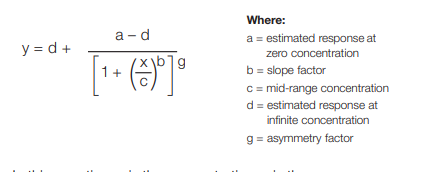 y = d + a – d / [1 + (x/c)^b]^g
Where:
a = estimated response at
zero concentration
b = slope factor
c = mid-range concentration
d = estimated response at
infinite concentration
g = asymmetry factor